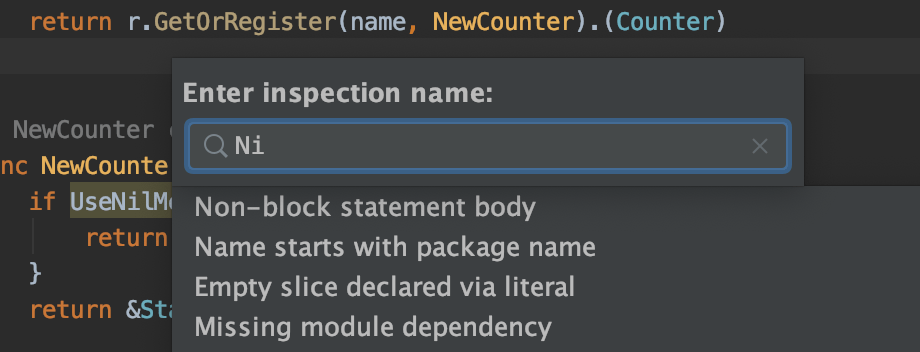 return r.GetOrRegister(name, NewCounter).(Counter)
Enter inspection name:
Ni
NewCounter
nc NewCounte
if UseNilM
return
}
return &Sta
Non-block statement body
Name starts with package name
Empty slice declared via literal
Missing module dependency